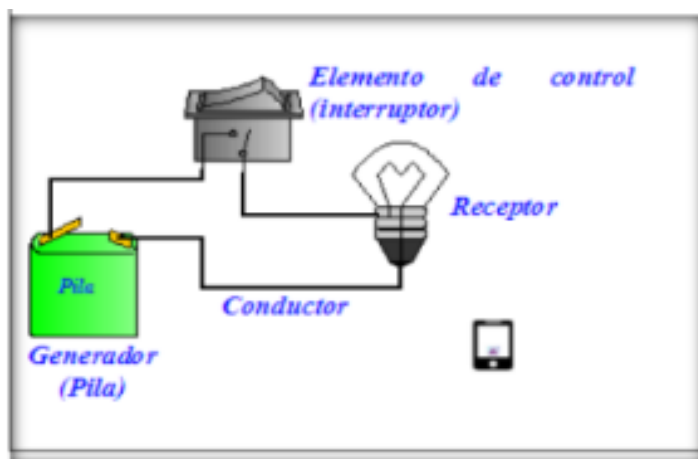 Elemento de control
(interruptor)
Receptor
Pila
Conductor
Generador
(Pila)